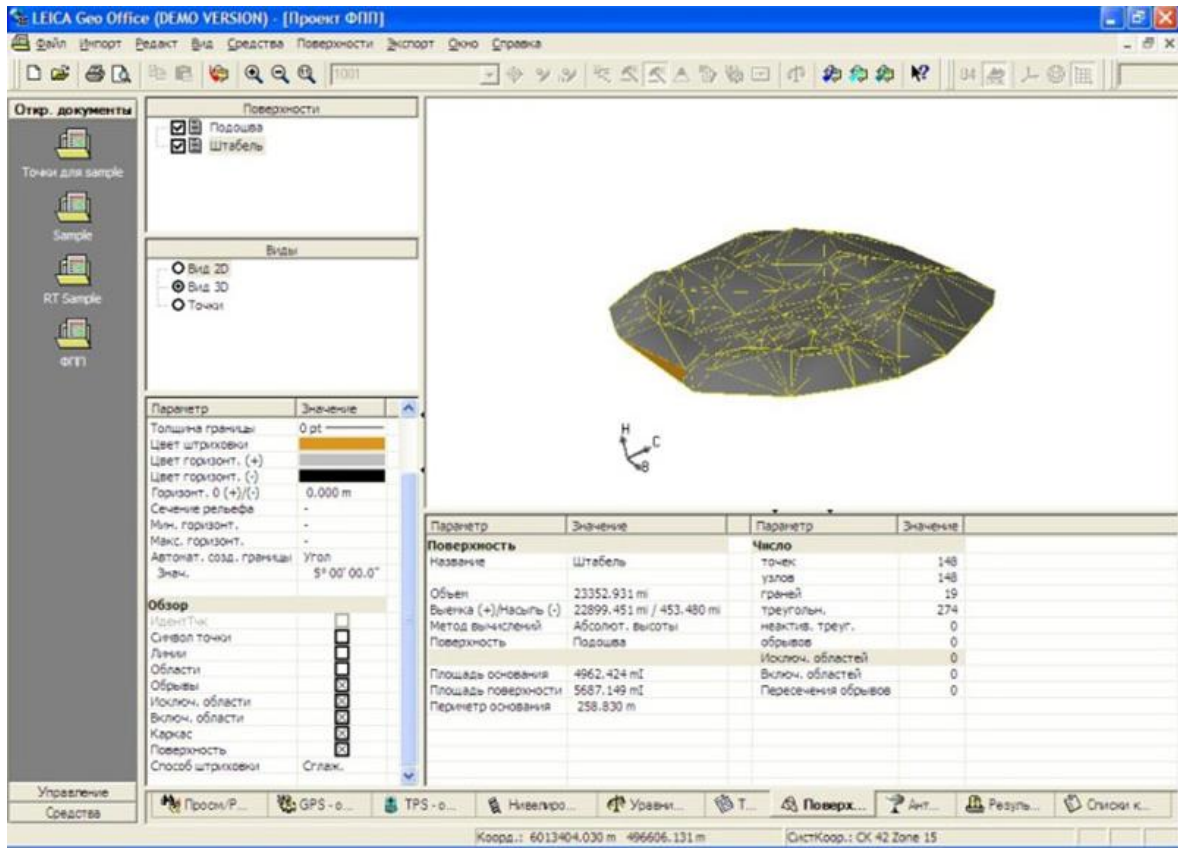 LEICA Geo Office (DEMO VERSION) - [Проект ФПП]
Файл Импорт Редакт Вид Средства Поверхности Экспорт Окно Справка
1001
Откр. документы
Точки для sample
Sample
RT Sample
ФПП
Управление
Средства
Поверхности
Подошва
Штабель
Виды
Вид 2D
Вид 3D
Точки
Параметр Значение
Толщина границы 0 pt
Цвет штриховки
Цвет горизонт. (+)
Цвет горизонт. (-)
Горизонт. 0 (+)/(-) 0.000 m
Сечение рельефа -
Мин. горизонт. -
Макс. горизонт. -
Автомат. созд. границы Угол
Знач. 5° 00' 00.0"
Обзор
ИдентТчк
Символ точки
Линии
Области
Обрывы
Исключ. области
Включ. области
Каркас
Поверхность
Способ штриховки Сглаж.
H
C
B
Параметр Значение Параметр Значение
Поверхность Число
Название Штабель точек 148
узлов 148
Объем 23352.931 mі граней 19
Выемка (+)/Насыпь (-) 22899.451 mі / 453.480 mі треугольн. 274
Метод вычислений Абсолют. высоты неактив. треуг. 0
Поверхность Подошва обрывов 0
Исключ. областей 0
Площадь основания 4962.424 mІ Включ. областей 0
Площадь поверхности 5687.149 mІ Пересечения обрывов 0
Периметр основания 258.830 m
Просм/Р... GPS - о... TPS - о... Нивелиро... Уравни... Т... Поверх... Ант... Резуль... Списки к...
Коорд.: 6013404.030 m 496606.131 m СистКоор.: СК 42 Zone 15